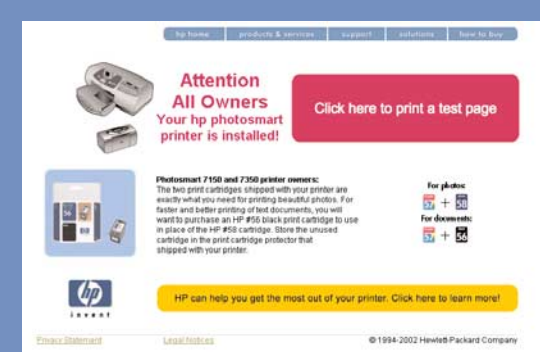 hp home products & services support solutions how to buy
Attention
All Owners
Your hp photosmart
printer is installed!
Click here to print a test page
Photosmart 7150 and 7350 printer owners:
The two print cartridges shipped with your printer are
exactly what you need for printing beautiful photos. For
faster and better printing of text documents, you will
want to purchase an HP #56 black print cartridge to use
in place of the HP #58 cartridge. Store the unused
cartridge in the print cartridge protector that
shipped with your printer.
For photos:
57 + 58
For documents:
57 + 56
56
hp
invent
HP can help you get the most out of your printer. Click here to learn more!
Privacy Statement Legal Notices © 1994-2002 Hewlett-Packard Company